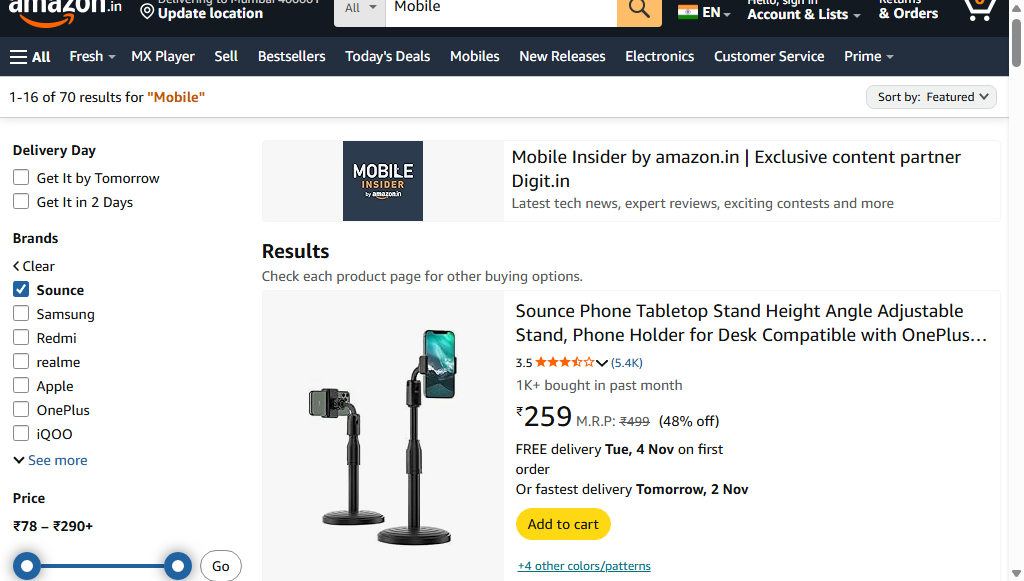 amazon.in
Delivering to Mumbai 400001
Update location
All
Mobile
EN
Hello, sign in
Account & Lists
Returns
& Orders
0
All
Fresh
MX Player
Sell
Bestsellers
Today's Deals
Mobiles
New Releases
Electronics
Customer Service
Prime
1-16 of 70 results for "Mobile"
Sort by: Featured
Delivery Day
Get It by Tomorrow
Get It in 2 Days
Brands
Clear
Sounce
Samsung
Redmi
realme
Apple
OnePlus
iQOO
See more
Price
₹78 – ₹290+
Go
MOBILE
INSIDER
by amazon.in
Mobile Insider by amazon.in | Exclusive content partner
Digit.in
Latest tech news, expert reviews, exciting contests and more
Results
Check each product page for other buying options.
Sounce Phone Tabletop Stand Height Angle Adjustable
Stand, Phone Holder for Desk Compatible with OnePlus…
3.5 (5.4K)
1K+ bought in past month
₹259 M.R.P: ₹499 (48% off)
FREE delivery Tue, 4 Nov on first
order
Or fastest delivery Tomorrow, 2 Nov
Add to cart
+4 other colors/patterns